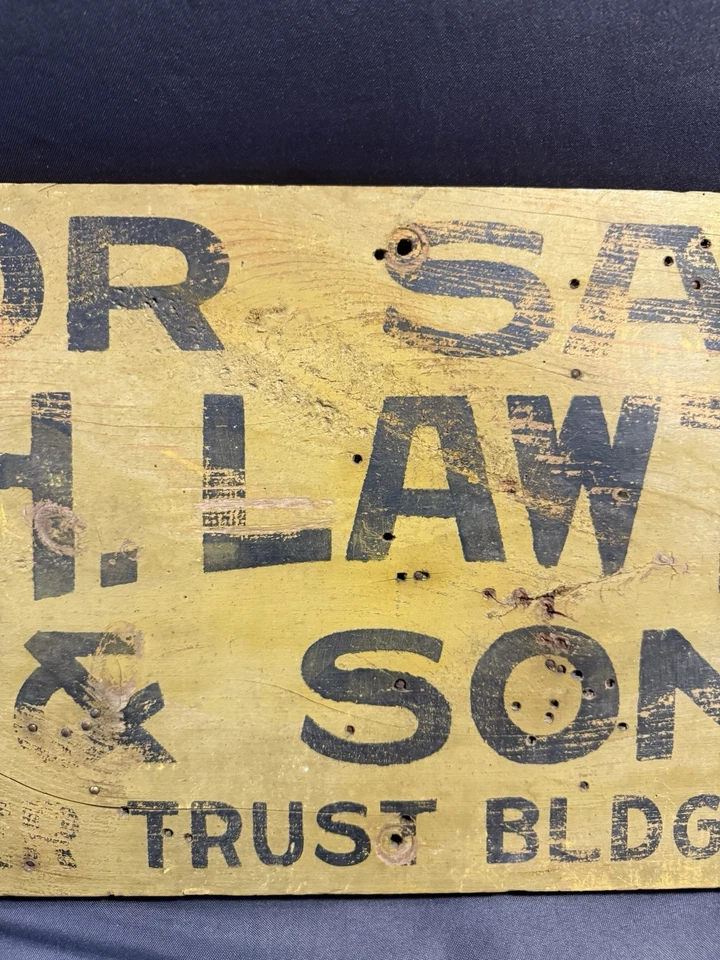 OR SA
H. LAW
& SON
R TRUST BLDG